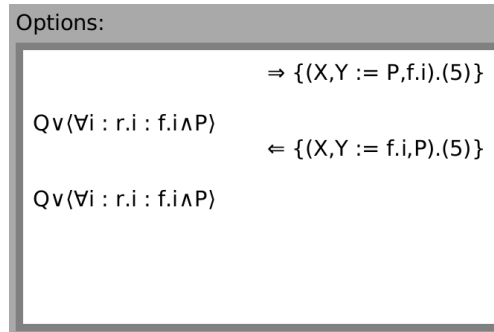 Options:
⇒ {(X,Y := P,f.i).(5)}
Q∨⟨∀i : r.i : f.i∧P⟩
⇐ {(X,Y := f.i,P).(5)}
Q∨⟨∀i : r.i : f.i∧P⟩